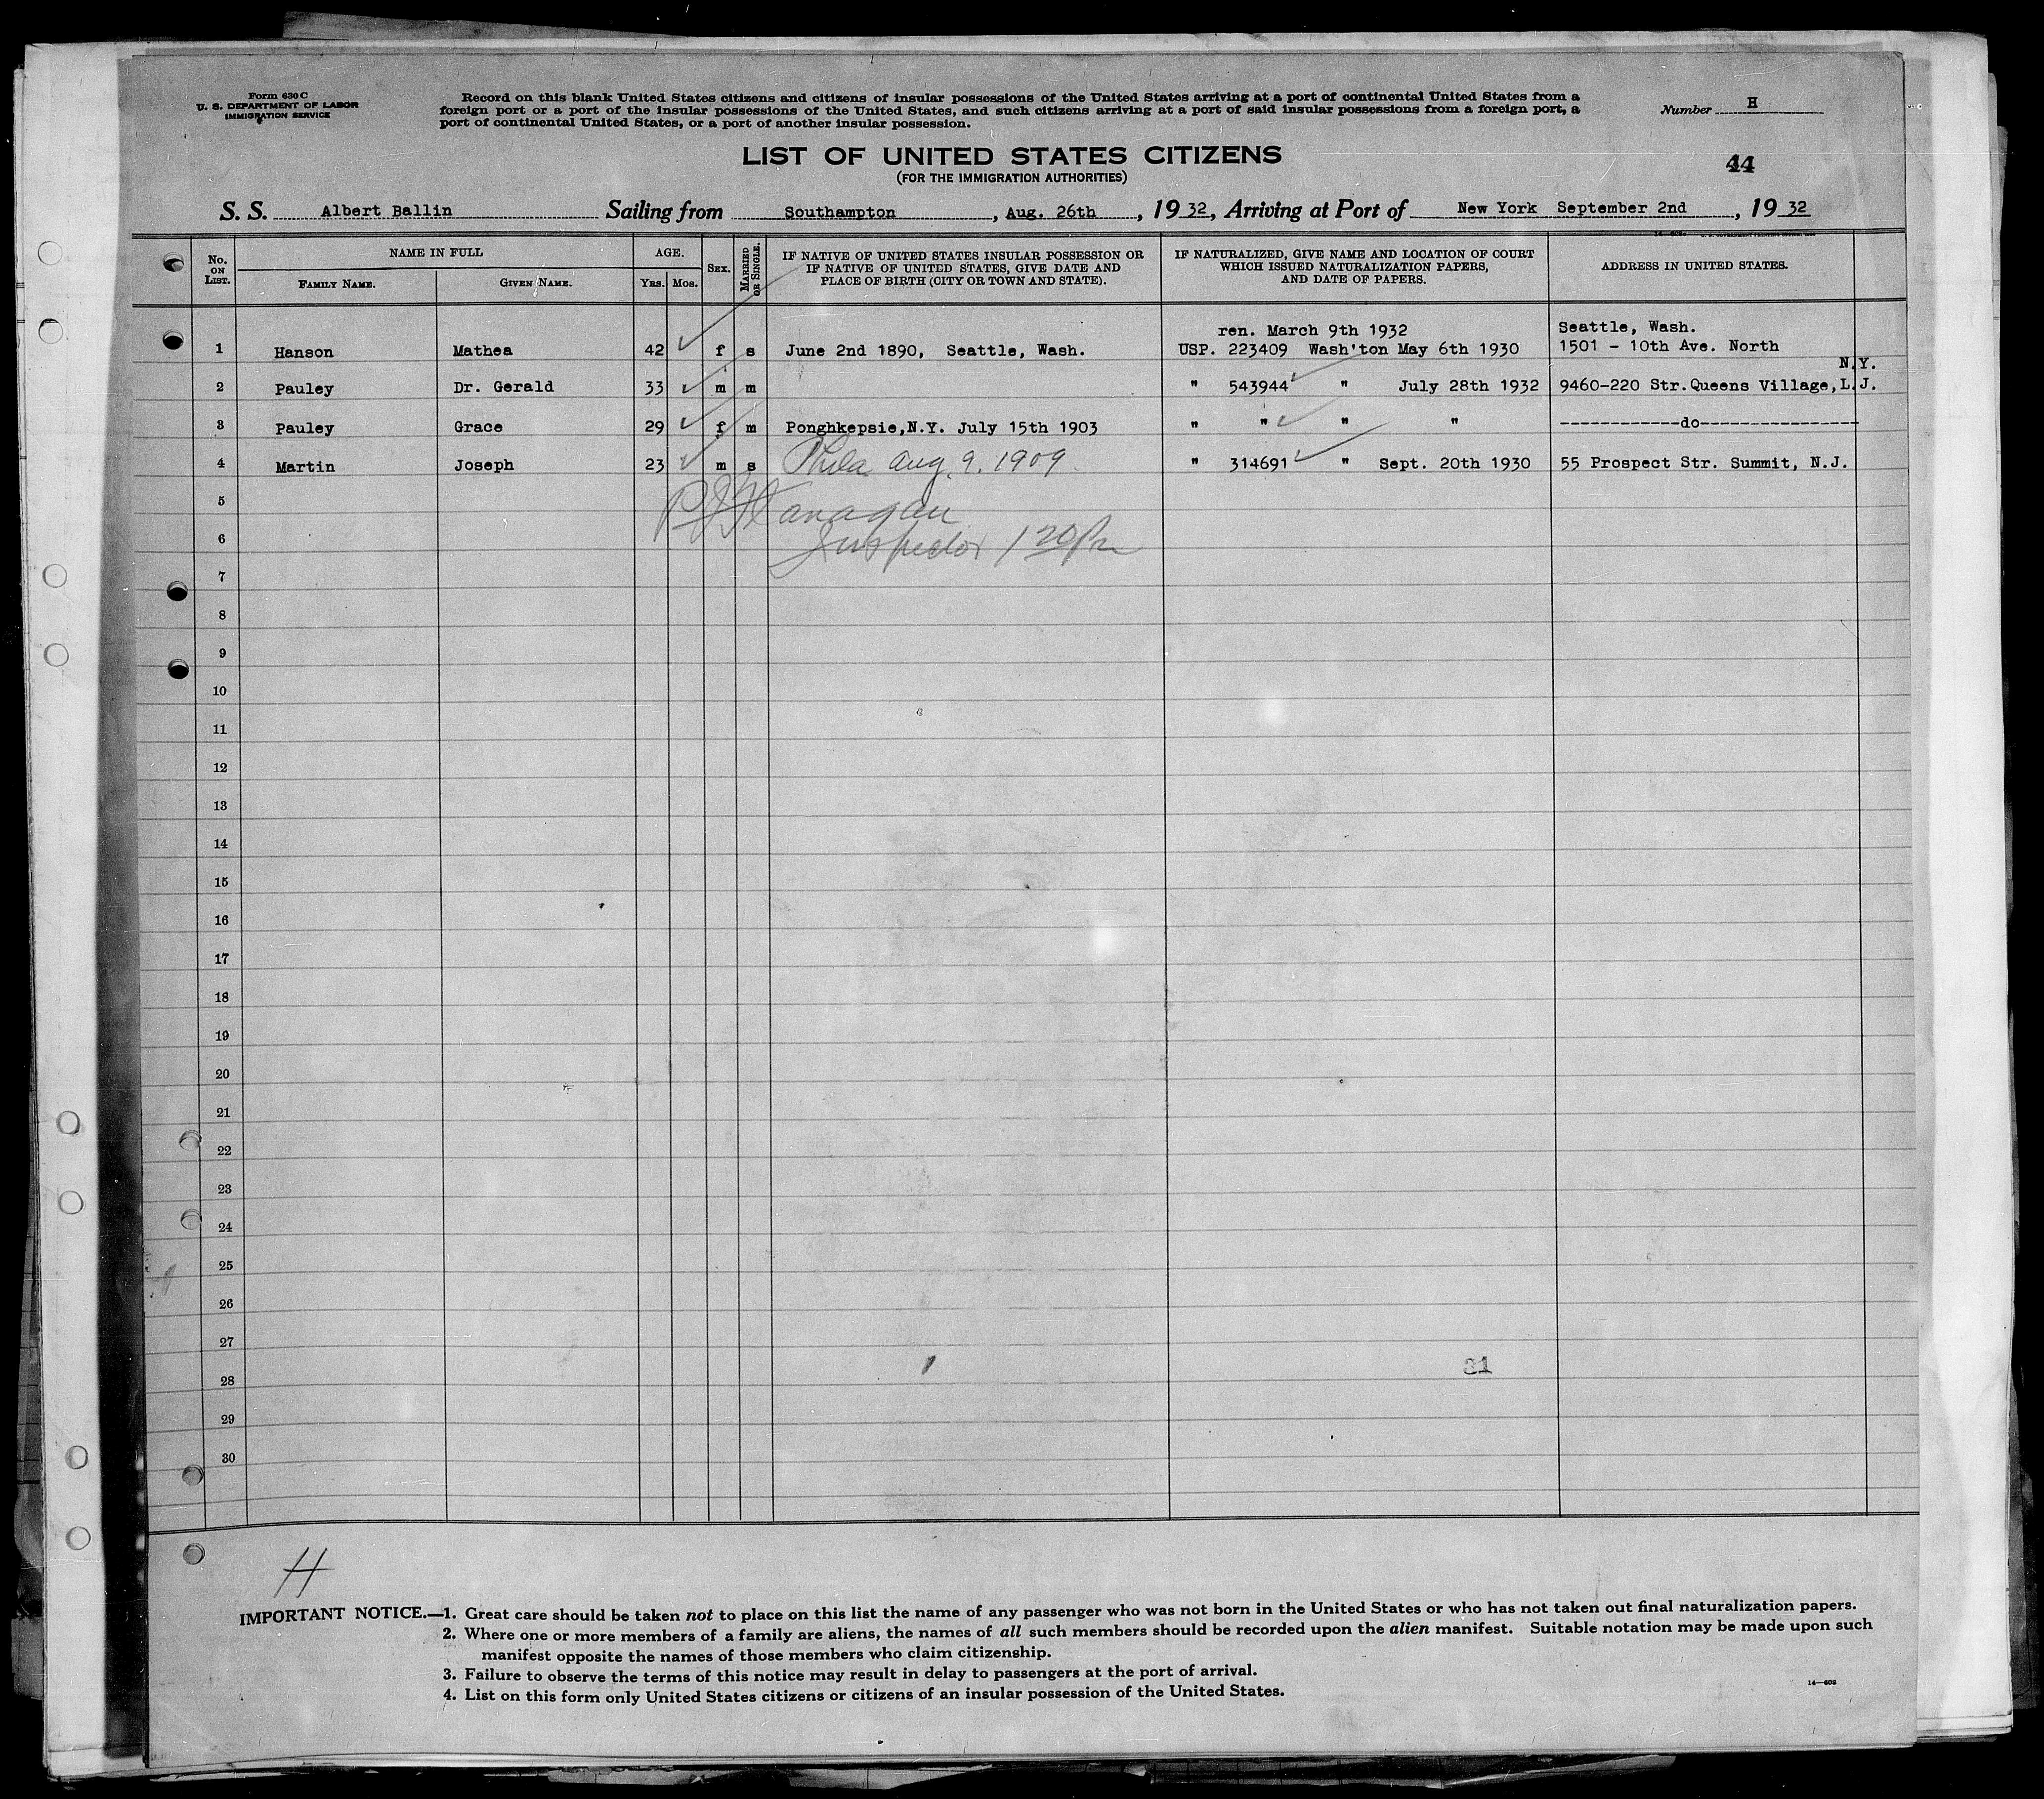 Form 630 C
U. S. DEPARTMENT OF LABOR
IMMIGRATION SERVICE
Record on this blank United States citizens and citizens of insular possessions of the United States arriving at a port of continental United States from a
foreign port or a port of the insular possessions of the United States, and such citizens arriving at a port of said insular possessions from a foreign port, a
port of continental United States, or a port of another insular possession.
Number H
LIST OF UNITED STATES CITIZENS
(FOR THE IMMIGRATION AUTHORITIES)
44
S. S. Albert Ballin Sailing from Southampton, Aug. 26th, 1932, Arriving at Port of New York September 2nd, 1932
No. ON LIST. NAME IN FULL FAMILY NAME. GIVEN NAME. AGE. YRS. MOS. SEX. MARRIED OR SINGLE. IF NATIVE OF UNITED STATES INSULAR POSSESSION OR IF NATIVE OF UNITED STATES, GIVE DATE AND PLACE OF BIRTH (CITY OR TOWN AND STATE). IF NATURALIZED, GIVE NAME AND LOCATION OF COURT WHICH ISSUED NATURALIZATION PAPERS, AND DATE OF PAPERS. ADDRESS IN UNITED STATES.
ren. March 9th 1932 Seattle, Wash.
1 Hanson Mathea 42 f s June 2nd 1890, Seattle, Wash. USP. 223409 Wash'ton May 6th 1930 1501 - 10th Ave. North
N.Y.
2 Pauley Dr. Gerald 33 m m " 543944 " July 28th 1932 9460-220 Str.Queens Village,L.J.
3 Pauley Grace 29 f m Ponghkepsie,N.Y. July 15th 1903 " " " " ------------do----------------
4 Martin Joseph 23 m s Phila Aug. 9. 1909 " 314691 " Sept. 20th 1930 55 Prospect Str. Summit, N.J.
5 Flanagan
6 Inspector
7
8
9
10
11
12
13
14
15
16
17
18
19
20
21
22
23
24
25
26
27
31
28
29
30
H
IMPORTANT NOTICE.—1. Great care should be taken not to place on this list the name of any passenger who was not born in the United States or who has not taken out final naturalization papers.
2. Where one or more members of a family are aliens, the names of all such members should be recorded upon the alien manifest. Suitable notation may be made upon such
manifest opposite the names of those members who claim citizenship.
3. Failure to observe the terms of this notice may result in delay to passengers at the port of arrival.
4. List on this form only United States citizens or citizens of an insular possession of the United States.